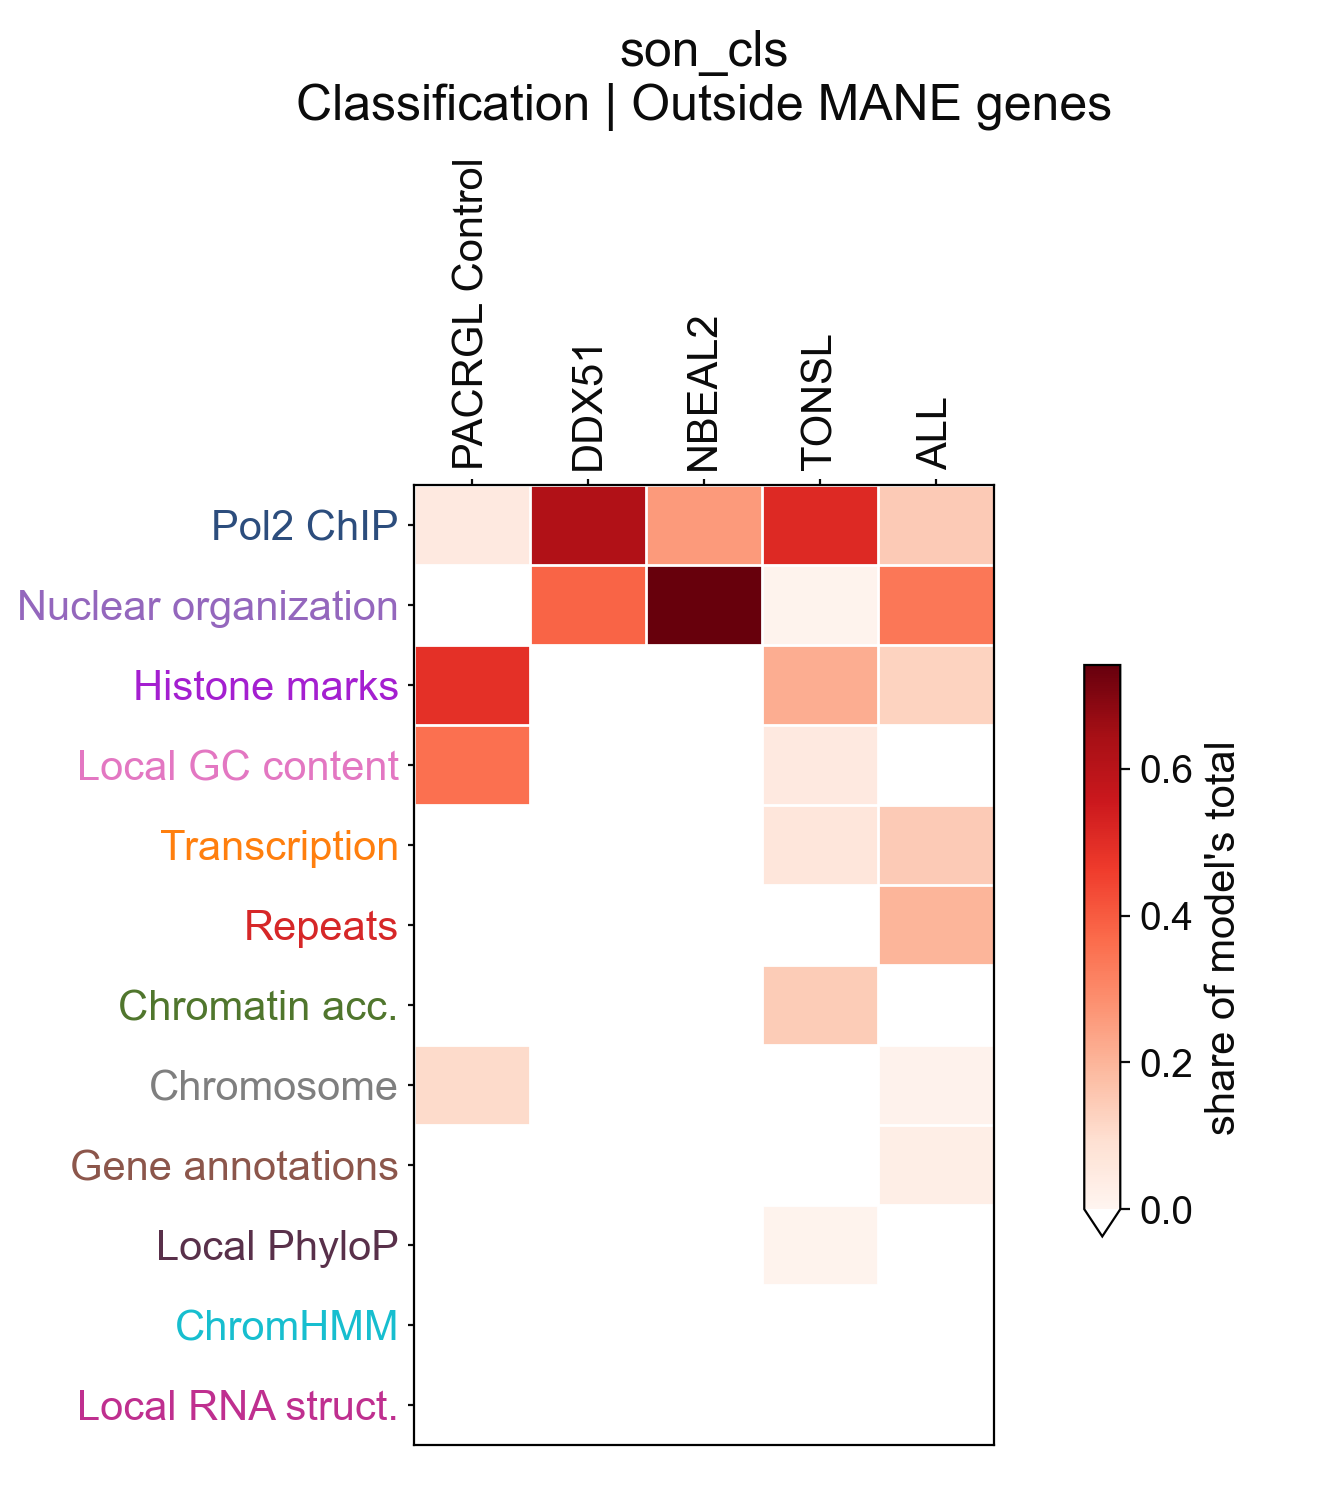 son_cls
Classification | Outside MANE genes
PACRGL Control
DDX51
NBEAL2
TONSL
ALL
Pol2 ChIP
Nuclear organization
Histone marks
Local GC content
Transcription
Repeats
Chromatin acc.
Chromosome
Gene annotations
Local PhyloP
ChromHMM
Local RNA struct.
0.6
0.4
0.2
0.0
share of model's total